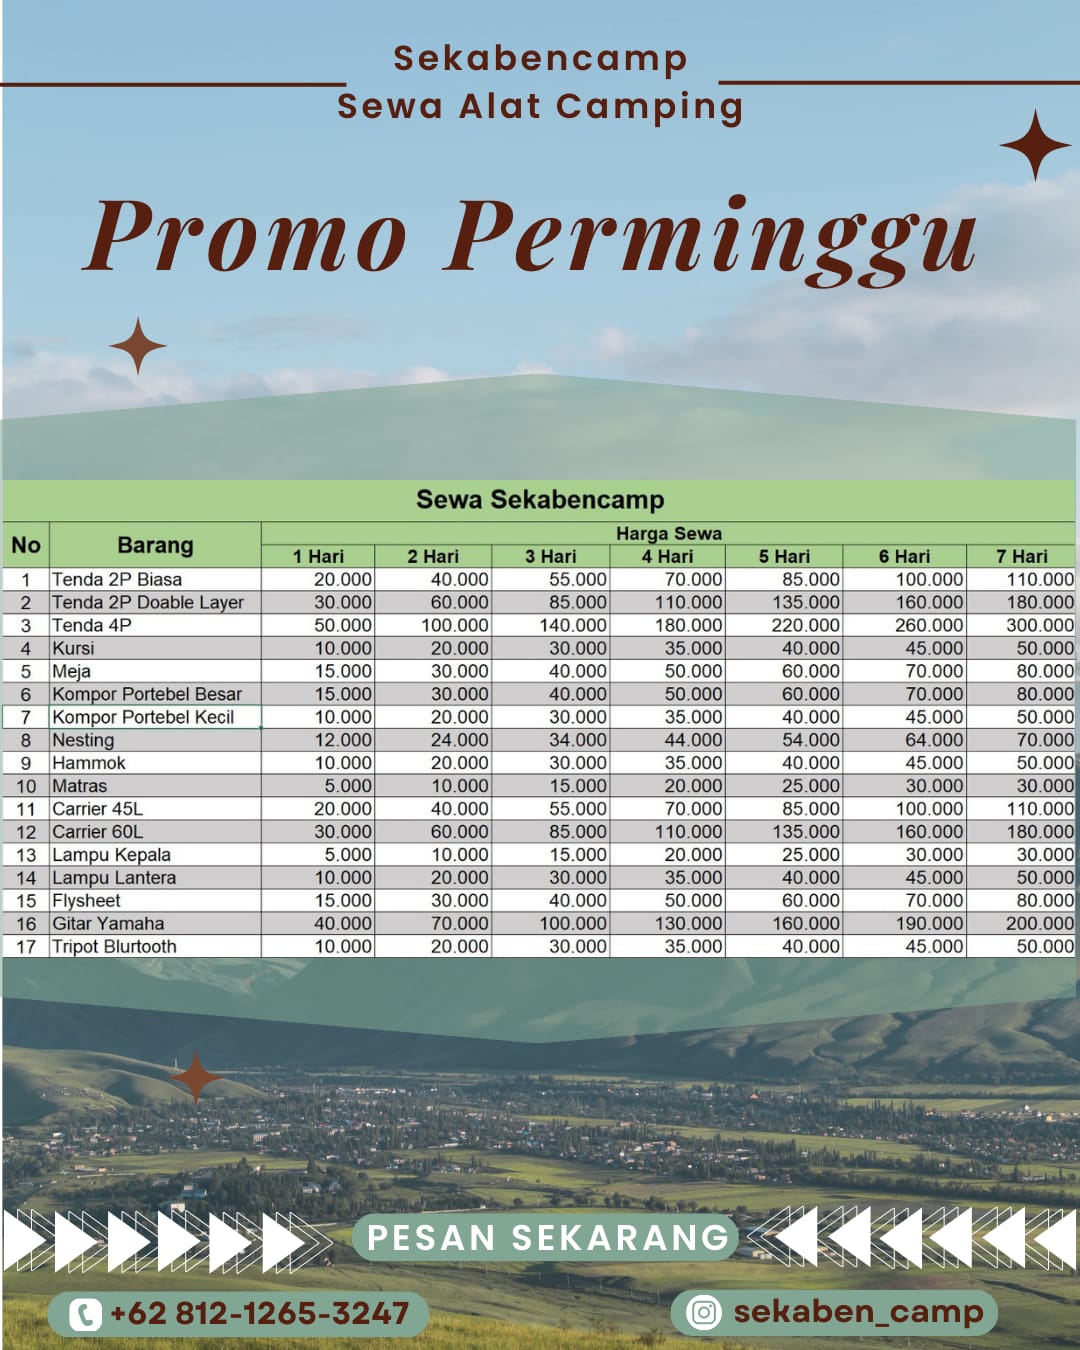 Sekabencamp
Sewa Alat Camping
Promo Perminggu
Sewa Sekabencamp
No Barang Harga Sewa
1 Hari 2 Hari 3 Hari 4 Hari 5 Hari 6 Hari 7 Hari
1 Tenda 2P Biasa 20.000 40.000 55.000 70.000 85.000 100.000 110.000
2 Tenda 2P Doable Layer 30.000 60.000 85.000 110.000 135.000 160.000 180.000
3 Tenda 4P 50.000 100.000 140.000 180.000 220.000 260.000 300.000
4 Kursi 10.000 20.000 30.000 35.000 40.000 45.000 50.000
5 Meja 15.000 30.000 40.000 50.000 60.000 70.000 80.000
6 Kompor Portebel Besar 15.000 30.000 40.000 50.000 60.000 70.000 80.000
7 Kompor Portebel Kecil 10.000 20.000 30.000 35.000 40.000 45.000 50.000
8 Nesting 12.000 24.000 34.000 44.000 54.000 64.000 70.000
9 Hammok 10.000 20.000 30.000 35.000 40.000 45.000 50.000
10 Matras 5.000 10.000 15.000 20.000 25.000 30.000 30.000
11 Carrier 45L 20.000 40.000 55.000 70.000 85.000 100.000 110.000
12 Carrier 60L 30.000 60.000 85.000 110.000 135.000 160.000 180.000
13 Lampu Kepala 5.000 10.000 15.000 20.000 25.000 30.000 30.000
14 Lampu Lantera 10.000 20.000 30.000 35.000 40.000 45.000 50.000
15 Flysheet 15.000 30.000 40.000 50.000 60.000 70.000 80.000
16 Gitar Yamaha 40.000 70.000 100.000 130.000 160.000 190.000 200.000
17 Tripot Blurtooth 10.000 20.000 30.000 35.000 40.000 45.000 50.000
PESAN SEKARANG
+62 812-1265-3247
sekaben_camp